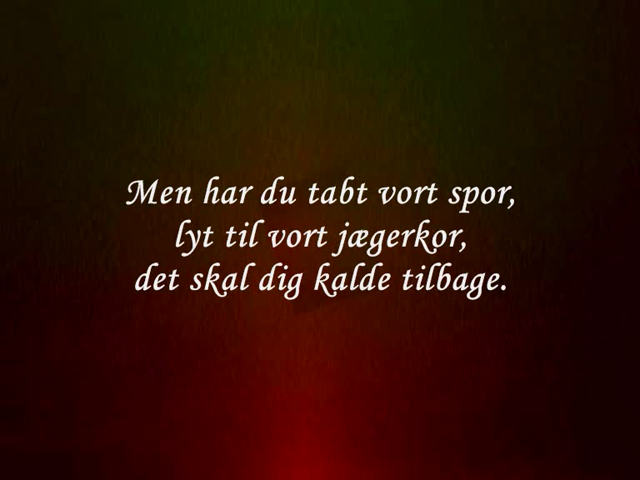 Men har du tabt vort spor,
lyt til vort jægerkor,
det skal dig kalde tilbage.